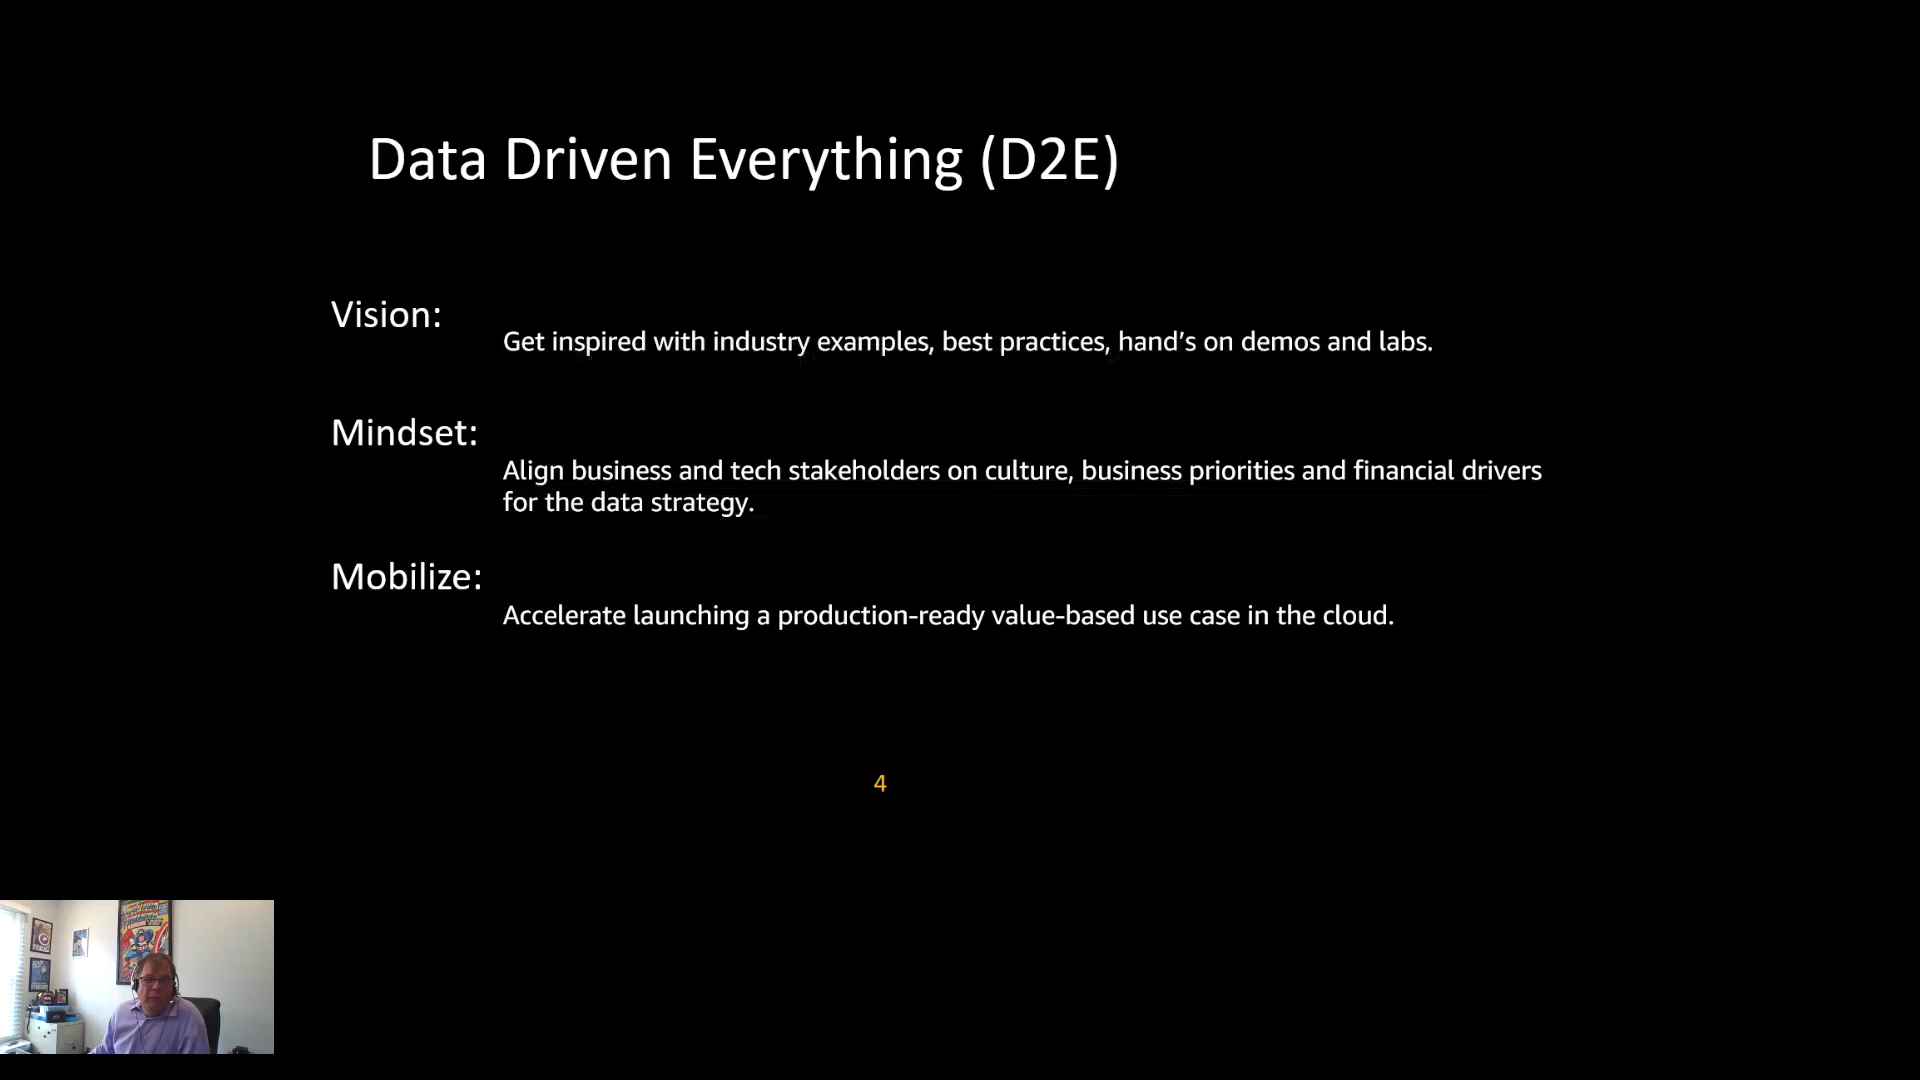 Data Driven Everything (D2E)
Vision:
Get inspired with industry examples, best practices, hand's on demos and labs.
Mindset:
Align business and tech stakeholders on culture, business priorities and financial drivers
for the data strategy.
Mobilize:
Accelerate launching a production-ready value-based use case in the cloud.
4